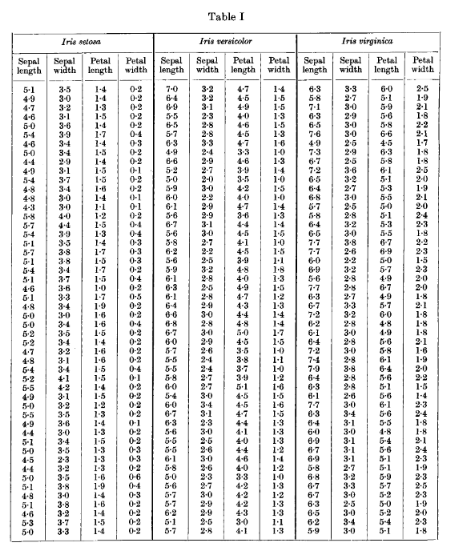 Table I
Iris setosa Iris versicolor Iris virginica
Sepal Sepal Petal Petal Sepal Sepal Petal Petal Sepal Sepal Petal Petal
length width length width length width length width length width length width
5·1 3·5 1·4 0·2 7·0 3·2 4·7 1·4 6·3 3·3 6·0 2·5
4·9 3·0 1·4 0·2 6·4 3·2 4·5 1·5 5·8 2·7 5·1 1·9
4·7 3·2 1·3 0·2 6·9 3·1 4·9 1·5 7·1 3·0 5·9 2·1
4·6 3·1 1·5 0·2 5·5 2·3 4·0 1·3 6·3 2·9 5·6 1·8
5·0 3·6 1·4 0·2 6·5 2·8 4·6 1·5 6·5 3·0 5·8 2·2
5·4 3·9 1·7 0·4 5·7 2·8 4·5 1·3 7·6 3·0 6·6 2·1
4·6 3·4 1·4 0·3 6·3 3·3 4·7 1·6 4·9 2·5 4·5 1·7
5·0 3·4 1·5 0·2 4·9 2·4 3·3 1·0 7·3 2·9 6·3 1·8
4·4 2·9 1·4 0·2 6·6 2·9 4·6 1·3 6·7 2·5 5·8 1·8
4·9 3·1 1·5 0·1 5·2 2·7 3·9 1·4 7·2 3·6 6·1 2·5
5·4 3·7 1·5 0·2 5·0 2·0 3·5 1·0 6·5 3·2 5·1 2·0
4·8 3·4 1·6 0·2 5·9 3·0 4·2 1·5 6·4 2·7 5·3 1·9
4·8 3·0 1·4 0·1 6·0 2·2 4·0 1·0 6·8 3·0 5·5 2·1
4·3 3·0 1·1 0·1 6·1 2·9 4·7 1·4 5·7 2·5 5·0 2·0
5·8 4·0 1·2 0·2 5·6 2·9 3·6 1·3 5·8 2·8 5·1 2·4
5·7 4·4 1·5 0·4 6·7 3·1 4·4 1·4 6·4 3·2 5·3 2·3
5·4 3·9 1·3 0·4 5·6 3·0 4·5 1·5 6·5 3·0 5·5 1·8
5·1 3·5 1·4 0·3 5·8 2·7 4·1 1·0 7·7 3·8 6·7 2·2
5·7 3·8 1·7 0·3 6·2 2·2 4·5 1·5 7·7 2·6 6·9 2·3
5·1 3·8 1·5 0·3 5·6 2·5 3·9 1·1 6·0 2·2 5·0 1·5
5·4 3·4 1·7 0·2 5·9 3·2 4·8 1·8 6·9 3·2 5·7 2·3
5·1 3·7 1·5 0·4 6·1 2·8 4·0 1·3 5·6 2·8 4·9 2·0
4·6 3·6 1·0 0·2 6·3 2·5 4·9 1·5 7·7 2·8 6·7 2·0
5·1 3·3 1·7 0·5 6·1 2·8 4·7 1·2 6·3 2·7 4·9 1·8
4·8 3·4 1·9 0·2 6·4 2·9 4·3 1·3 6·7 3·3 5·7 2·1
5·0 3·0 1·6 0·2 6·6 3·0 4·4 1·4 7·2 3·2 6·0 1·8
5·0 3·4 1·6 0·4 6·8 2·8 4·8 1·4 6·2 2·8 4·8 1·8
5·2 3·5 1·5 0·2 6·7 3·0 5·0 1·7 6·1 3·0 4·9 1·8
5·2 3·4 1·4 0·2 6·0 2·9 4·5 1·5 6·4 2·8 5·6 2·1
4·7 3·2 1·6 0·2 5·7 2·6 3·5 1·0 7·2 3·0 5·8 1·6
4·8 3·1 1·6 0·2 5·5 2·4 3·8 1·1 7·4 2·8 6·1 1·9
5·4 3·4 1·5 0·4 5·5 2·4 3·7 1·0 7·9 3·8 6·4 2·0
5·2 4·1 1·5 0·1 5·8 2·7 3·9 1·2 6·4 2·8 5·6 2·2
5·5 4·2 1·4 0·2 6·0 2·7 5·1 1·6 6·3 2·8 5·1 1·5
4·9 3·1 1·5 0·2 5·4 3·0 4·5 1·5 6·1 2·6 5·6 1·4
5·0 3·2 1·2 0·2 6·0 3·4 4·5 1·6 7·7 3·0 6·1 2·3
5·5 3·5 1·3 0·2 6·7 3·1 4·7 1·5 6·3 3·4 5·6 2·4
4·9 3·6 1·4 0·1 6·3 2·3 4·4 1·3 6·4 3·1 5·5 1·8
4·4 3·0 1·3 0·2 5·6 3·0 4·1 1·3 6·0 3·0 4·8 1·8
5·1 3·4 1·5 0·2 5·5 2·5 4·0 1·3 6·9 3·1 5·4 2·1
5·0 3·5 1·3 0·3 5·5 2·6 4·4 1·2 6·7 3·1 5·6 2·4
4·5 2·3 1·3 0·3 6·1 3·0 4·6 1·4 6·9 3·1 5·1 2·3
4·4 3·2 1·3 0·2 5·8 2·6 4·0 1·2 5·8 2·7 5·1 1·9
5·0 3·5 1·6 0·6 5·0 2·3 3·3 1·0 6·8 3·2 5·9 2·3
5·1 3·8 1·9 0·4 5·6 2·7 4·2 1·3 6·7 3·3 5·7 2·5
4·8 3·0 1·4 0·3 5·7 3·0 4·2 1·2 6·7 3·0 5·2 2·3
5·1 3·8 1·6 0·2 5·7 2·9 4·2 1·3 6·3 2·5 5·0 1·9
4·6 3·2 1·4 0·2 6·2 2·9 4·3 1·3 6·5 3·0 5·2 2·0
5·3 3·7 1·5 0·2 5·1 2·5 3·0 1·1 6·2 3·4 5·4 2·3
5·0 3·3 1·4 0·2 5·7 2·8 4·1 1·3 5·9 3·0 5·1 1·8